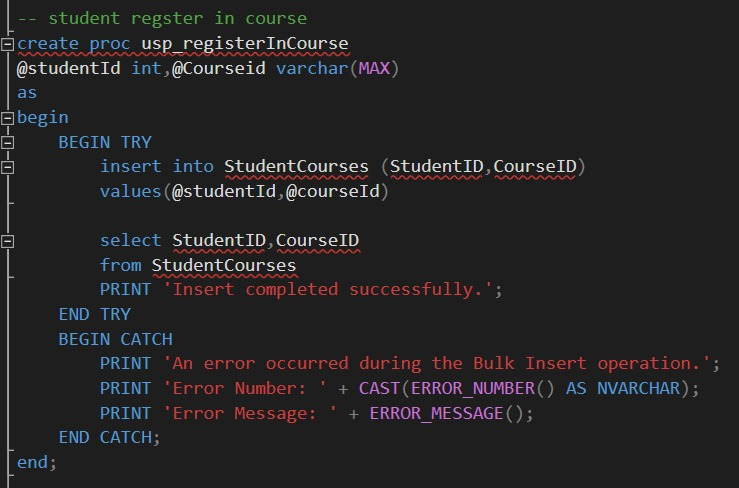 -- student regster in course
create proc usp_registerInCourse
@studentId int,@Courseid varchar(MAX)
as
begin
BEGIN TRY
insert into StudentCourses (StudentID,CourseID)
values(@studentId,@courseId)
select StudentID,CourseID
from StudentCourses
PRINT 'Insert completed successfully.';
END TRY
BEGIN CATCH
PRINT 'An error occurred during the Bulk Insert operation.';
PRINT 'Error Number: ' + CAST(ERROR_NUMBER() AS NVARCHAR);
PRINT 'Error Message: ' + ERROR_MESSAGE();
END CATCH;
end;